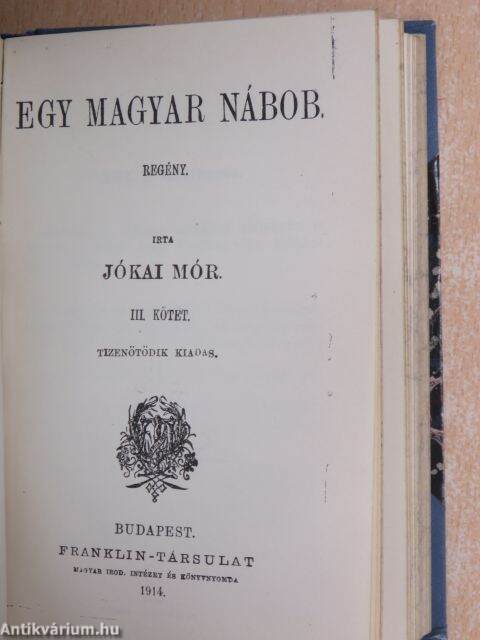 EGY MAGYAR NÁBOB.
REGÉNY.
IRTA
JÓKAI MÓR.
III. KÖTET.
TIZENÖTÖDIK KIADAS.
BUDAPEST.
FRANKLIN-TÁRSULAT
MAGYAR IROD. INTÉZET ÉS KÖNYVNYOMDA
1914.
Antikvárium.hu